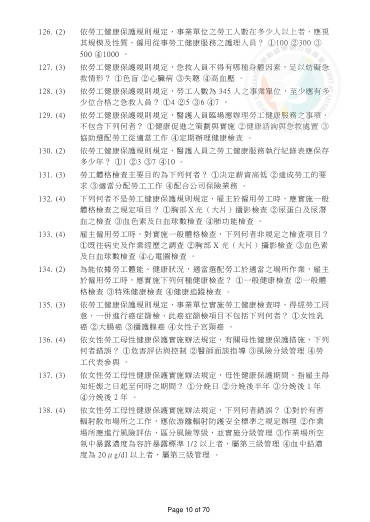 126. (2) 依勞工健康保護規則規定，事業單位之勞工人數在多少人以上者，應視
其規模及性質，僱用從事勞工健康服務之護理人員？ ①100 ②300 ③
500 ④1000 。
127. (3) 依勞工健康保護規則規定，急救人員不得有哪種身體因素，足以妨礙急
救情形？ ①色盲 ②心臟病 ③失聰 ④高血壓 。
128. (3) 依勞工健康保護規則規定，勞工人數為 345 人之事業單位，至少應有多
少位合格之急救人員？ ①4 ②5 ③6 ④7 。
129. (4) 依勞工健康保護規則規定，醫護人員臨場應辦理勞工健康服務之事項，
不包含下列何者？ ①健康促進之策劃與實施 ②健康諮詢與急救處置 ③
協助選配勞工從適當工作 ④定期辦理健康檢查 。
130. (2) 依勞工健康保護規則規定，醫護人員之勞工健康服務執行紀錄表應保存
多少年？ ①1 ②3 ③7 ④10 。
131. (3) 勞工體格檢查主要目的為下列何者？ ①決定薪資高低 ②達成勞工的要
求 ③適當分配勞工工作 ④配合公司保險業務 。
132. (4) 下列何者不是勞工健康保護規則規定，雇主於僱用勞工時，應實施一般
體格檢查之規定項目？ ①胸部Ｘ光（大片）攝影檢查 ②尿蛋白及尿潛
血之檢查 ③血色素及白血球數檢查 ④肺功能檢查 。
133. (4) 雇主僱用勞工時，對實施一般體格檢查，下列何者非規定之檢查項目？
①既往病史及作業經歷之調查 ②胸部Ｘ光（大片）攝影檢查 ③血色素
及白血球數檢查 ④心電圖檢查 。
134. (2) 為能依據勞工體能、健康狀況，適當選配勞工於適當之場所作業，雇主
於僱用勞工時，應實施下列何種健康檢查？ ①一般健康檢查 ②一般體
格檢查 ③特殊健康檢查 ④健康追蹤檢查 。
135. (3) 依勞工健康保護規則規定，事業單位實施勞工健康檢查時，得經勞工同
意，一併進行癌症篩檢，此癌症篩檢項目不包括下列何者？ ①女性乳
癌 ②大腸癌 ③攝護腺癌 ④女性子宮頸癌 。
136. (4) 依女性勞工母性健康保護實施辦法規定，有關母性健康保護措施，下列
何者錯誤？ ①危害評估與控制 ②醫師面談指導 ③風險分級管理 ④勞
工代表參與 。
137. (3) 依女性勞工母性健康保護實施辦法規定，母性健康保護期間，指雇主得
知妊娠之日起至何時之期間？ ①分娩日 ②分娩後半年 ③分娩後 1 年
④分娩後 2 年 。
138. (4) 依女性勞工母性健康保護實施辦法規定，下列何者錯誤？ ①對於有害
輻射散布場所之工作，應依游離輻射防護安全標準之規定辦理 ②作業
場所應進行風險評估，區分風險等級，並實施分級管理 ③作業場所空
氣中暴露濃度為容許暴露標準 1/2 以上者，屬第三級管理 ④血中鉛濃
度為 20μg/dl 以上者，屬第三級管理 。
Page 10 of 70